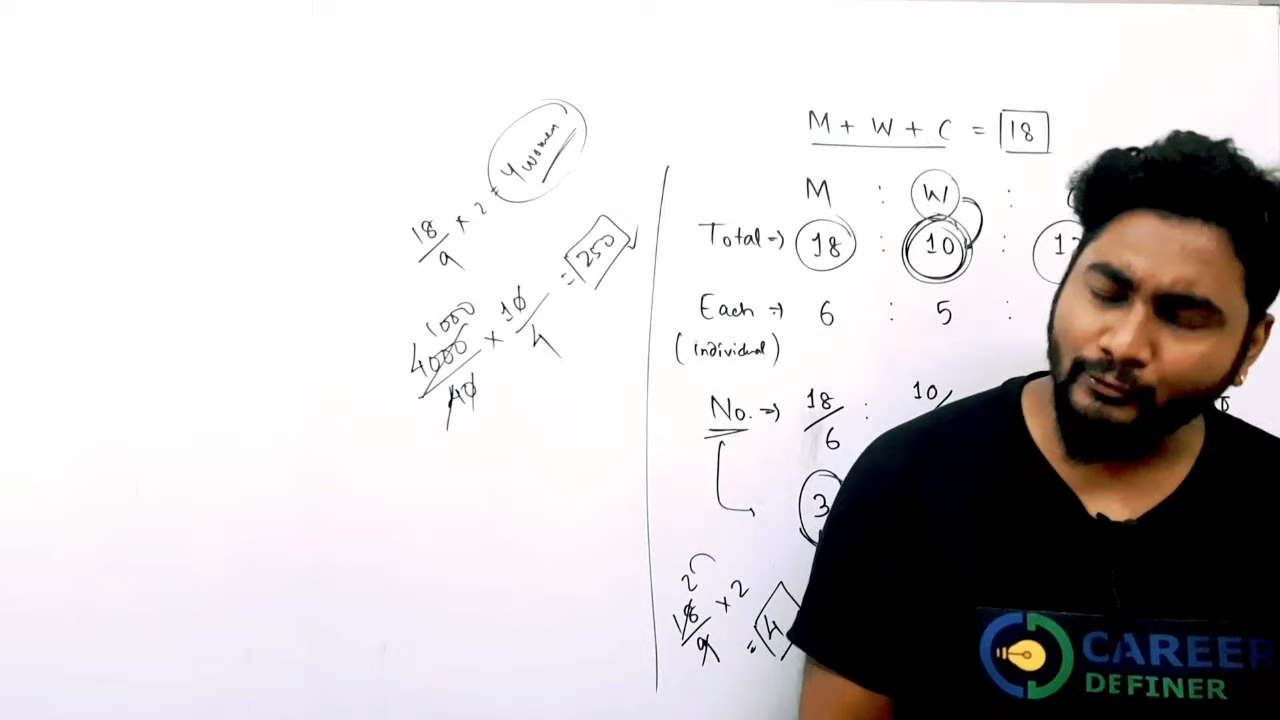 18/9 × 2 = 4 women
4000/40 × 10/4 = 250
1000
M + W + C = 18
M : W :
Total ⇒ 18 : 10 :
Each ⇒ 6 : 5 :
(individual)
No. ⇒ 18/6 : 10/
3
18/9 × 2 = 4
2
CAREER
DEFINER